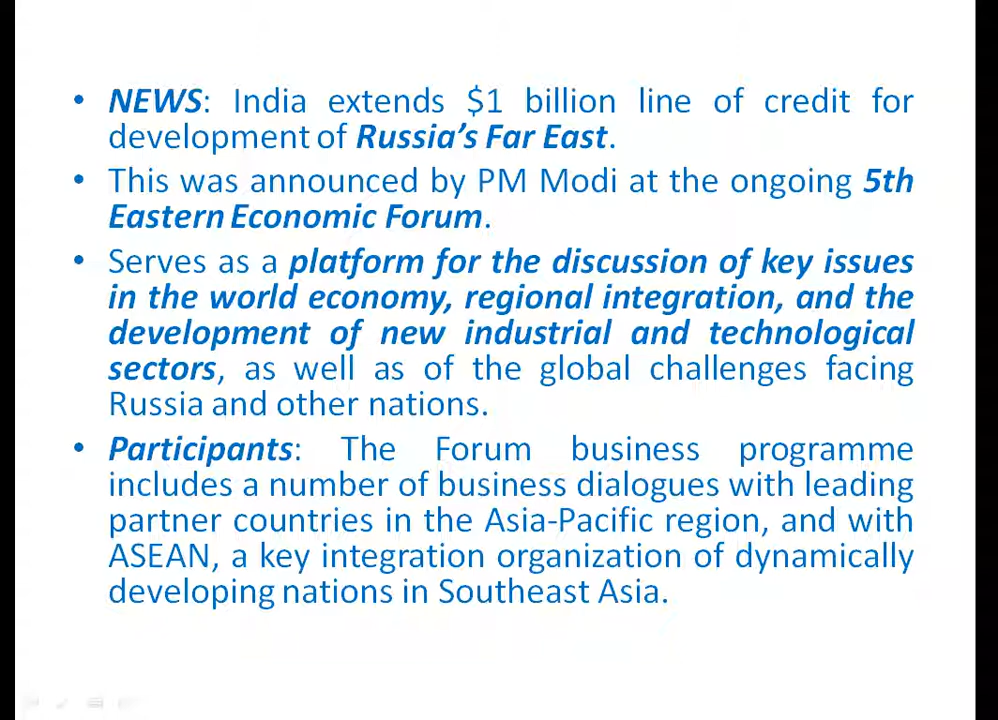 • NEWS: India extends $1 billion line of credit for
development of Russia’s Far East.
• This was announced by PM Modi at the ongoing 5th
Eastern Economic Forum.
• Serves as a platform for the discussion of key issues
in the world economy, regional integration, and the
development of new industrial and technological
sectors, as well as of the global challenges facing
Russia and other nations.
• Participants: The Forum business programme
includes a number of business dialogues with leading
partner countries in the Asia-Pacific region, and with
ASEAN, a key integration organization of dynamically
developing nations in Southeast Asia.